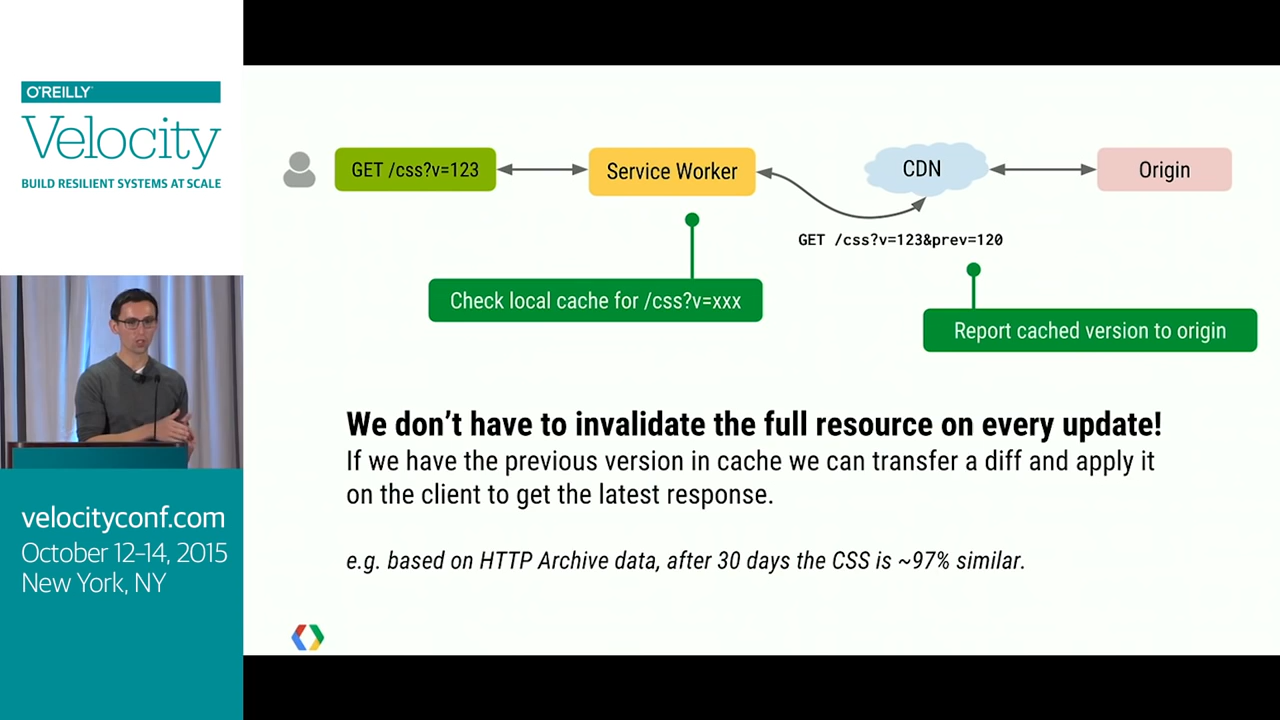 O'REILLY
Velocity
BUILD RESILIENT SYSTEMS AT SCALE
GET /css?v=123
Service Worker
CDN
Origin
GET /css?v=123&prev=120
Check local cache for /css?v=xxx
Report cached version to origin
We don't have to invalidate the full resource on every update!
If we have the previous version in cache we can transfer a diff and apply it
on the client to get the latest response.
e.g. based on HTTP Archive data, after 30 days the CSS is ~97% similar.
velocityconf.com
October 12–14, 2015
New York, NY